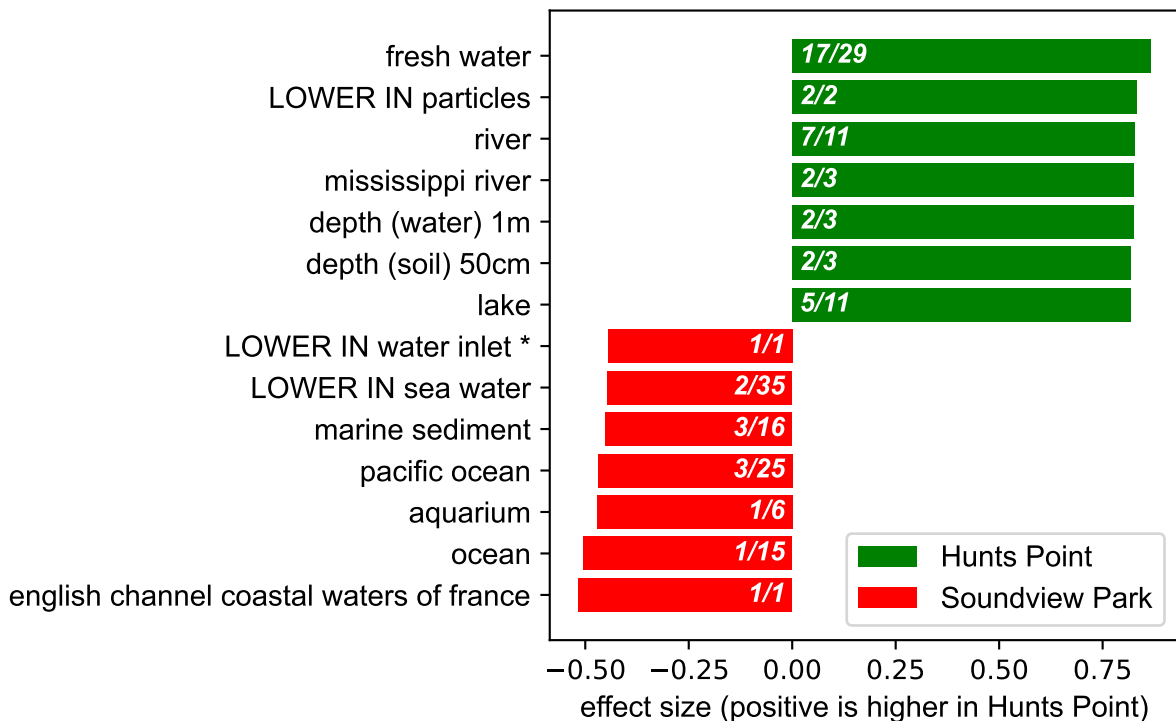 fresh water 17/29
LOWER IN particles 2/2
river 7/11
mississippi river 2/3
depth (water) 1m 2/3
depth (soil) 50cm 2/3
lake 5/11
LOWER IN water inlet * 1/1
LOWER IN sea water 2/35
marine sediment 3/16
pacific ocean 3/25
aquarium 1/6
ocean 1/15
english channel coastal waters of france 1/1
Hunts Point
Soundview Park
−0.50 −0.25 0.00 0.25 0.50 0.75
effect size (positive is higher in Hunts Point)